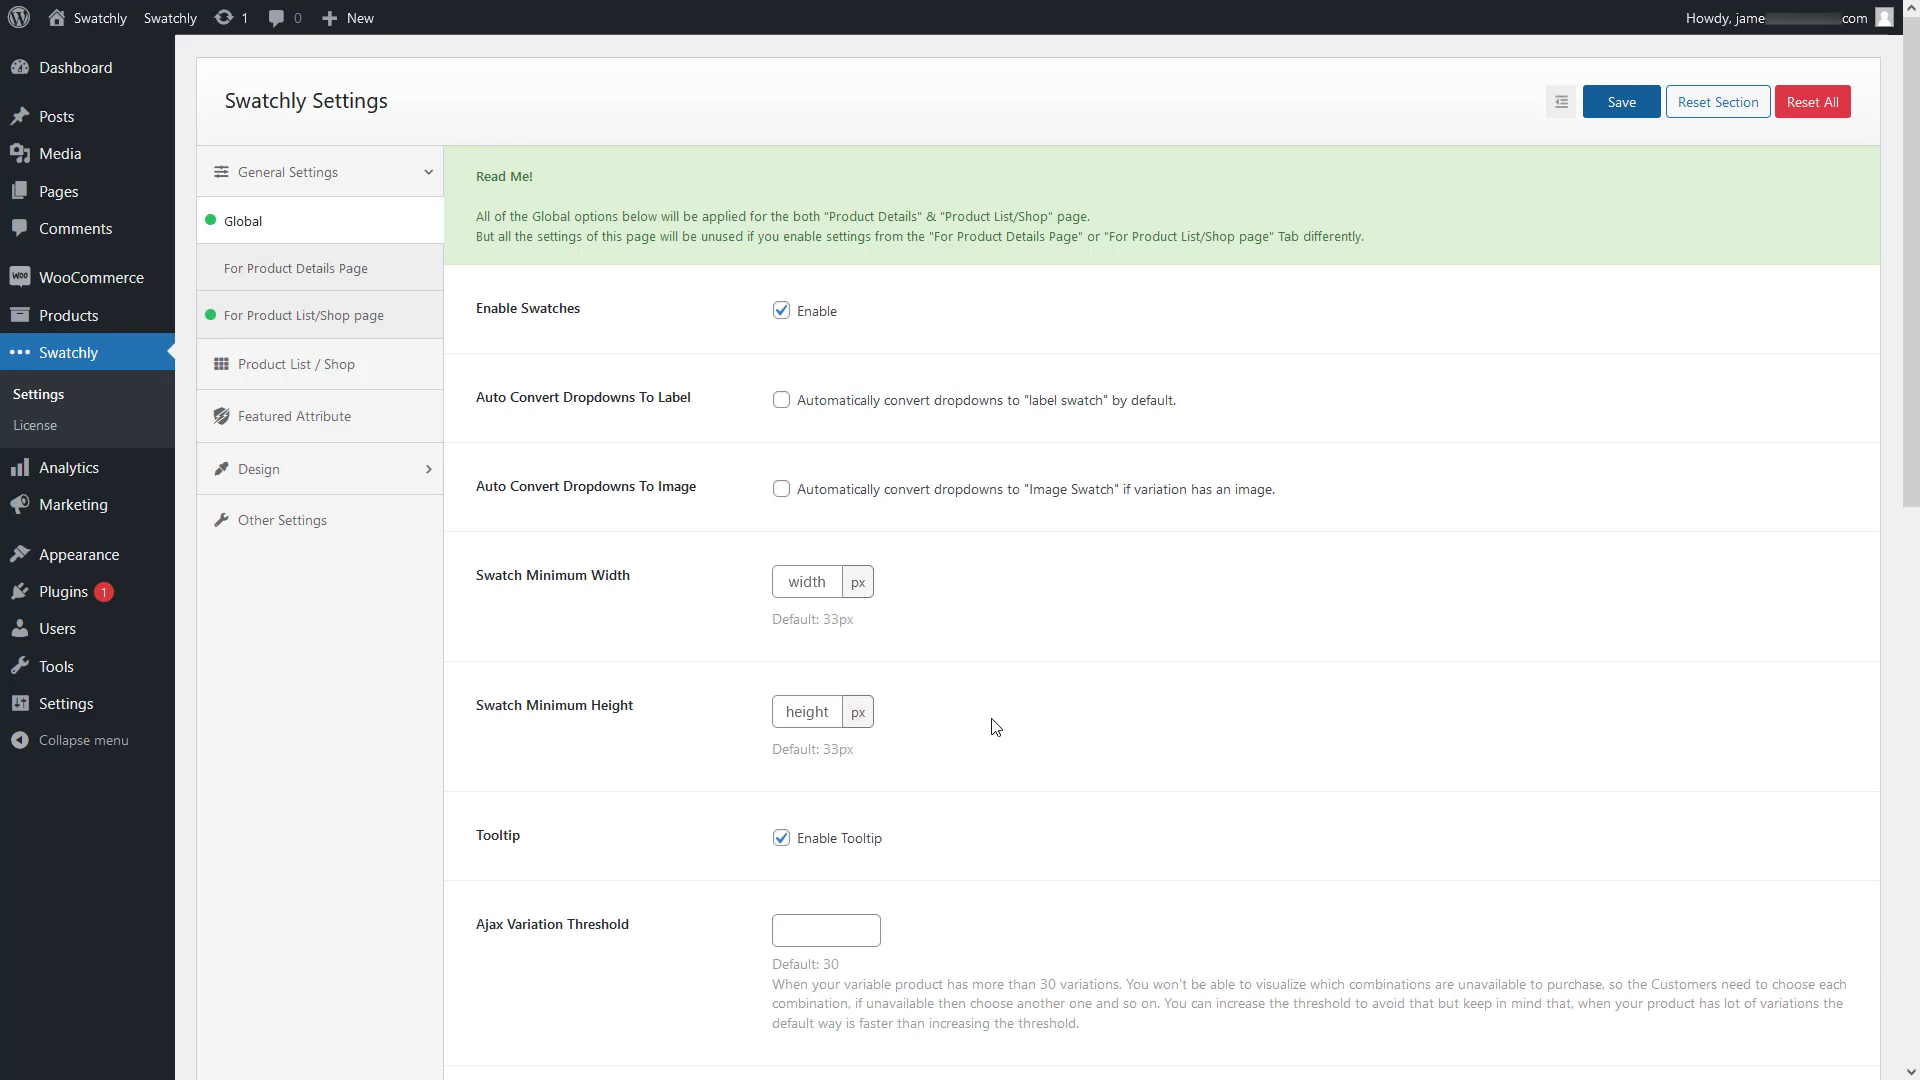 Swatchly Swatchly 1 0 New
Howdy, jame com
Dashboard
Posts
Media
Pages
Comments
WOO WooCommerce
Products
Swatchly
Settings
License
Analytics
Marketing
Appearance
Plugins 1
Users
Tools
Settings
Collapse menu
Swatchly Settings
Save Reset Section Reset All
General Settings
Global
For Product Details Page
For Product List/Shop page
Product List / Shop
Featured Attribute
Design
Other Settings
Read Me!
All of the Global options below will be applied for the both "Product Details" & "Product List/Shop" page.
But all the settings of this page will be unused if you enable settings from the "For Product Details Page" or "For Product List/Shop page" Tab differently.
Enable Swatches Enable
Auto Convert Dropdowns To Label Automatically convert dropdowns to "label swatch" by default.
Auto Convert Dropdowns To Image Automatically convert dropdowns to "Image Swatch" if variation has an image.
Swatch Minimum Width width px
Default: 33px
Swatch Minimum Height height px
Default: 33px
Tooltip Enable Tooltip
Ajax Variation Threshold
Default: 30
When your variable product has more than 30 variations. You won't be able to visualize which combinations are unavailable to purchase, so the Customers need to choose each
combination, if unavailable then choose another one and so on. You can increase the threshold to avoid that but keep in mind that, when your product has lot of variations the
default way is faster than increasing the threshold.